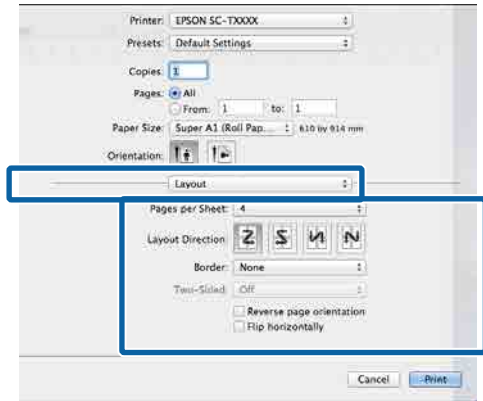 Printer: EPSON SC-TXXXX
Presets: Default Settings
Copies: 1
Pages: All
From: 1 to: 1
Paper Size: Super A1 (Roll Pap... 610 by 914 mm
Orientation:
Layout
Pages per Sheet: 4
Layout Direction:
Border: None
Two-Sided: Off
Reverse page orientation
Flip horizontally
Cancel Print